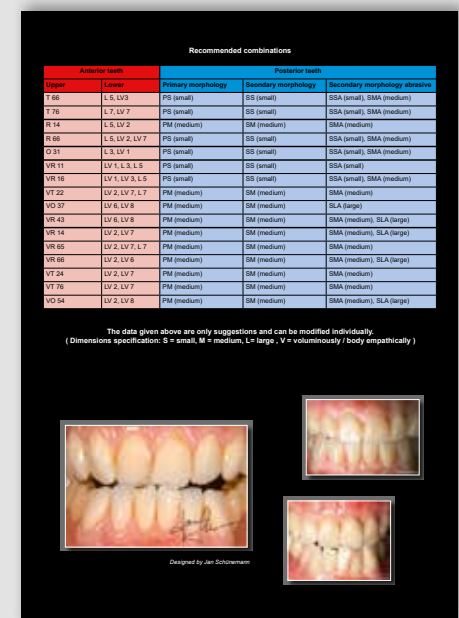 Recommended combinations
Anterior teeth Posterior teeth
Upper Lower Primary morphology Seondary morphology Secondary morphology abrasive
T 66 L 5, LV3 PS (small) SS (small) SSA (small), SMA (medium)
T 76 L 7, LV 7 PS (small) SS (small) SSA (small), SMA (medium)
R 14 L 5, LV 2 PM (medium) SM (medium) SMA (medium)
R 66 L 5, LV 2, LV 7 PS (small) SS (small) SSA (small), SMA (medium)
O 31 L 3, LV 1 PS (small) SS (small) SSA (small), SMA (medium)
VR 11 LV 1, L 3, L 5 PS (small) SS (small) SSA (small)
VR 16 LV 1, LV 3, L 5 PS (small) SS (small) SSA (small), SMA (medium)
VT 22 LV 2, LV 7, L 7 PM (medium) SM (medium) SMA (medium)
VO 37 LV 6, LV 8 PM (medium) SM (medium) SLA (large)
VR 43 LV 6, LV 8 PM (medium) SM (medium) SMA (medium), SLA (large)
VR 14 LV 2, LV 7 PM (medium) SM (medium) SMA (medium), SLA (large)
VR 65 LV 2, LV 7, L 7 PM (medium) SM (medium) SMA (medium)
VR 66 LV 2, LV 6 PM (medium) SM (medium) SMA (medium), SLA (large)
VT 24 LV 2, LV 7 PM (medium) SM (medium) SMA (medium)
VT 76 LV 2, LV 7 PM (medium) SM (medium) SMA (medium)
VO 54 LV 2, LV 8 PM (medium) SM (medium) SMA (medium), SLA (large)
The data given above are only suggestions and can be modified individually.
( Dimensions specification: S = small, M = medium, L= large , V = voluminously / body empathically )
Designed by Jan Schünemann